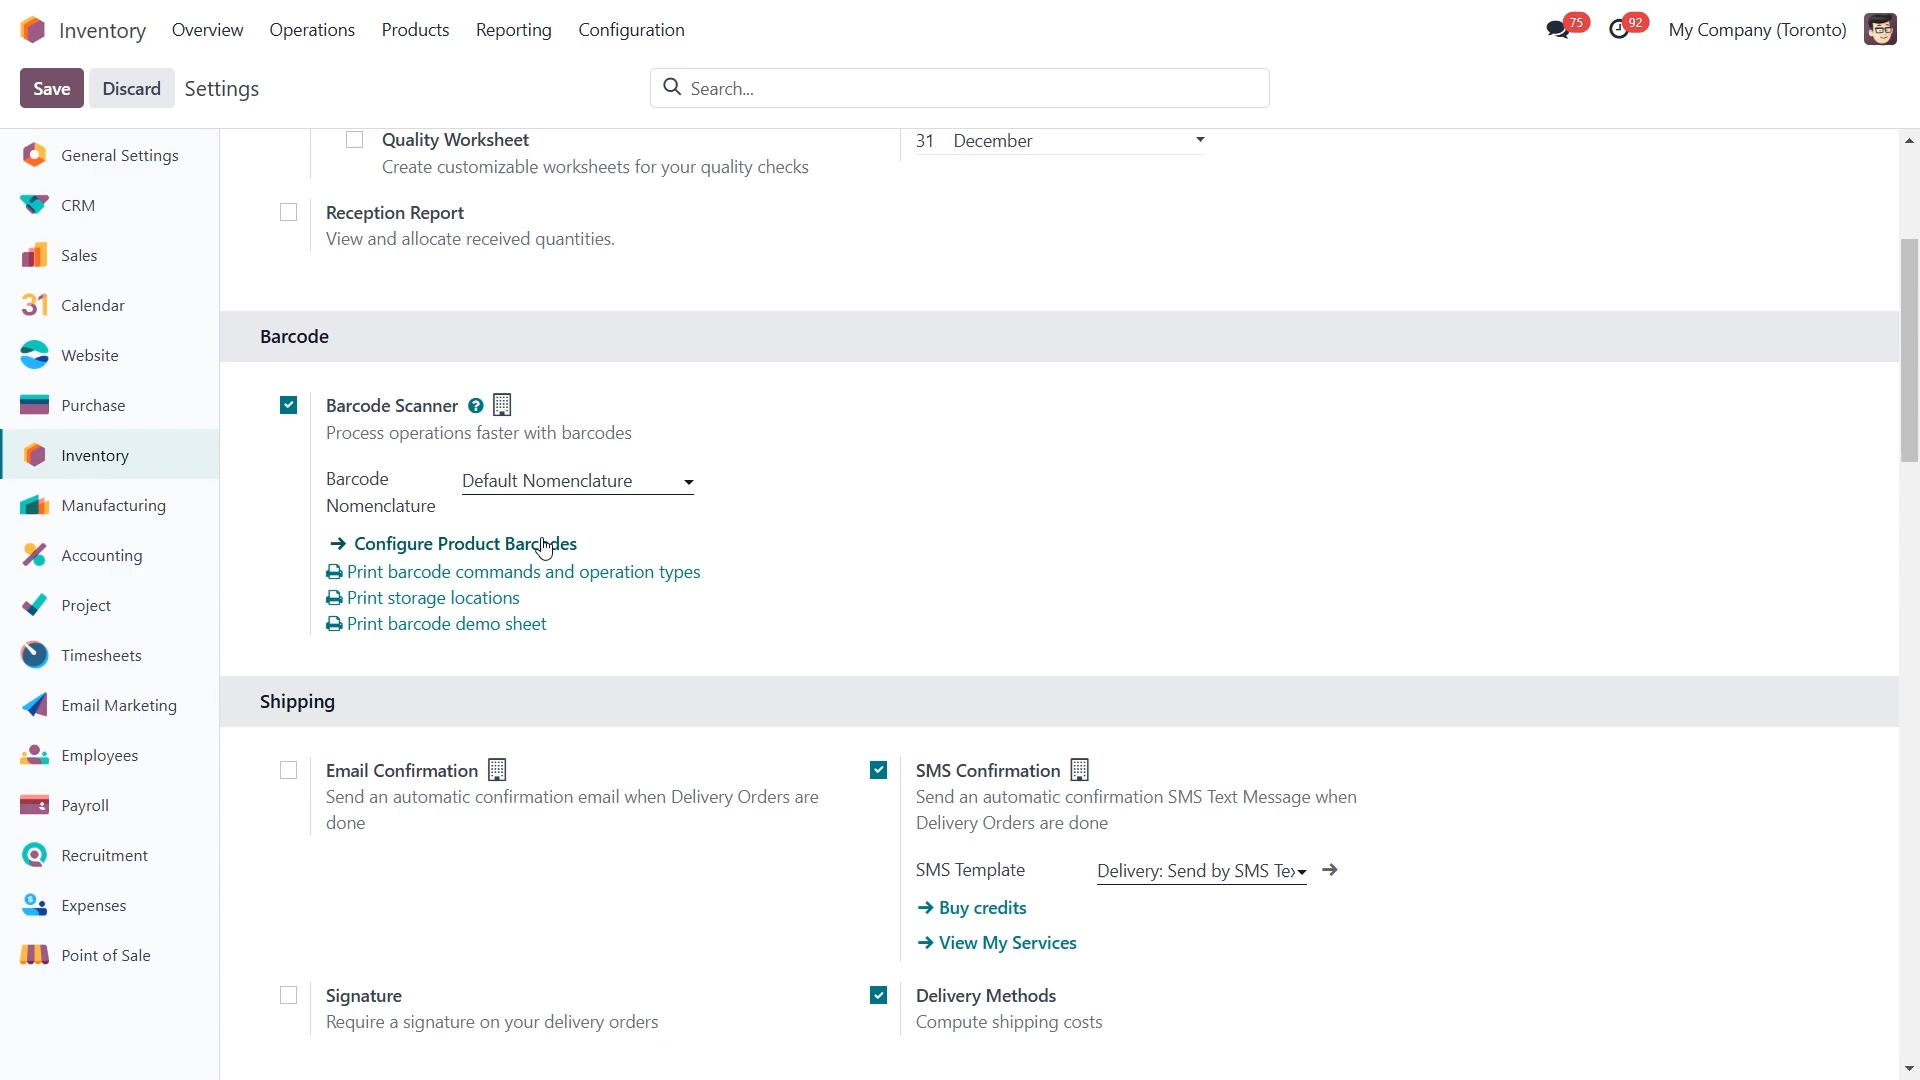 Inventory Overview Operations Products Reporting Configuration 75 92 My Company (Toronto)
Save Discard Settings Search...
General Settings
CRM
Sales
31 Calendar
Website
Purchase
Inventory
Manufacturing
Accounting
Project
Timesheets
Email Marketing
Employees
Payroll
Recruitment
Expenses
Point of Sale
Quality Worksheet
Create customizable worksheets for your quality checks
31 December
Reception Report
View and allocate received quantities.
Barcode
Barcode Scanner ?
Process operations faster with barcodes
Barcode
Nomenclature
Default Nomenclature
Configure Product Barcodes
Print barcode commands and operation types
Print storage locations
Print barcode demo sheet
Shipping
Email Confirmation
Send an automatic confirmation email when Delivery Orders are
done
SMS Confirmation
Send an automatic confirmation SMS Text Message when
Delivery Orders are done
SMS Template Delivery: Send by SMS Te
Buy credits
View My Services
Signature
Require a signature on your delivery orders
Delivery Methods
Compute shipping costs